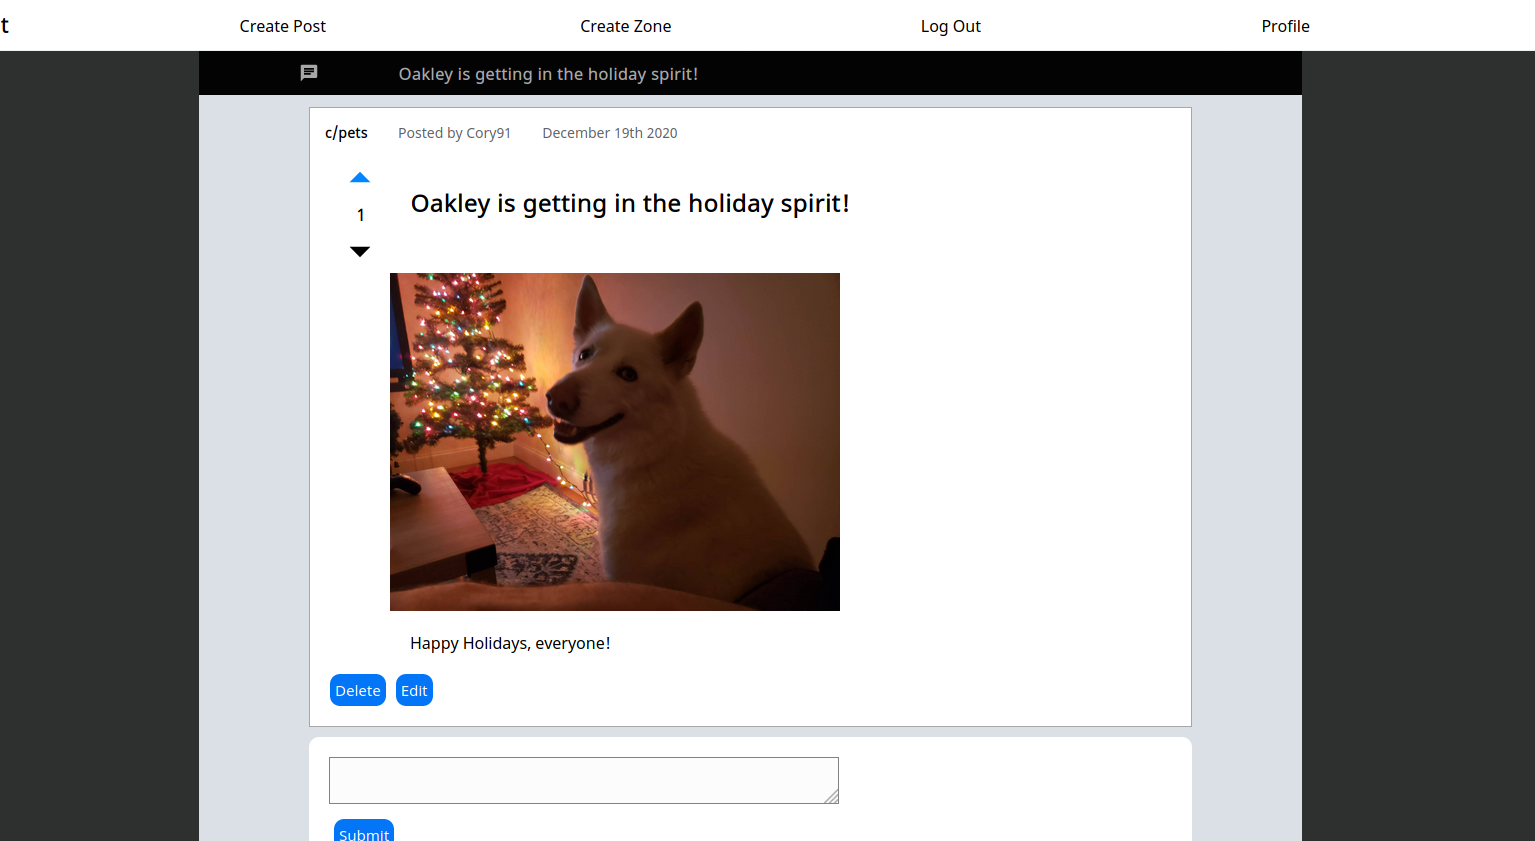 t Create Post Create Zone Log Out Profile
Oakley is getting in the holiday spirit!
c/pets Posted by Cory91 December 19th 2020
Oakley is getting in the holiday spirit!
1
Happy Holidays, everyone!
Delete Edit
Submit